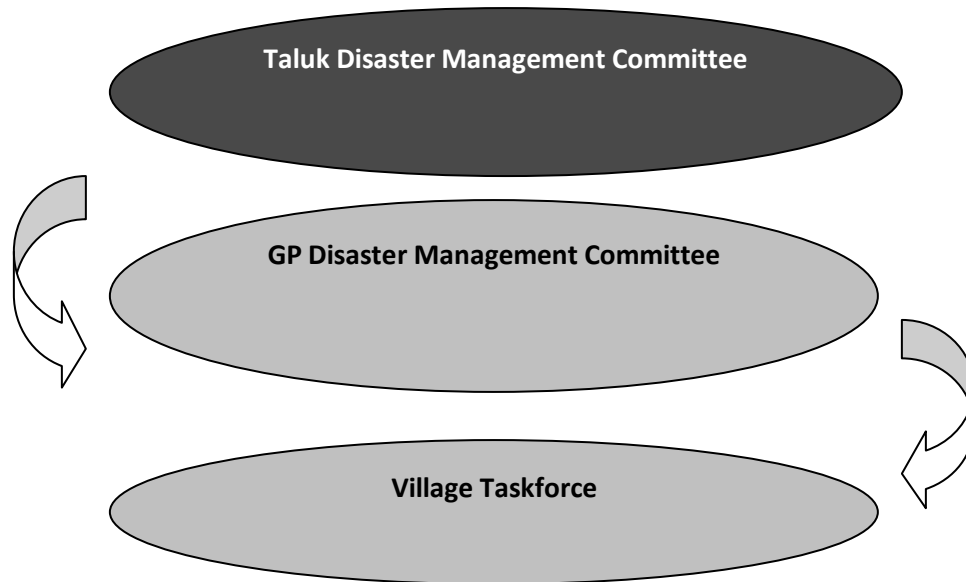 Taluk Disaster Management Committee
GP Disaster Management Committee
Village Taskforce